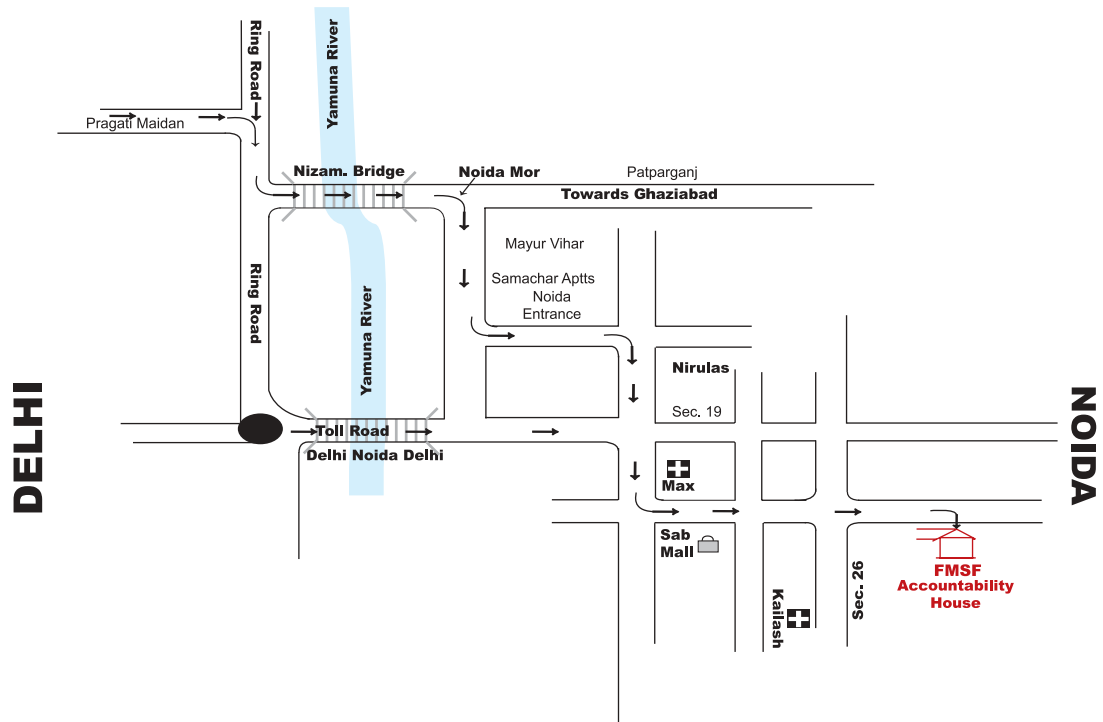 Ring Road
Yamuna River
Pragati Maidan
Nizam. Bridge
Noida Mor
Patparganj
Towards Ghaziabad
Mayur Vihar
Samachar Aptts
Noida
Entrance
Ring Road
Yamuna River
Nirulas
Sec. 19
DELHI
NOIDA
Toll Road
Delhi Noida Delhi
Max
Sab
Mall
Kailash
Sec. 26
FMSF
Accountability
House